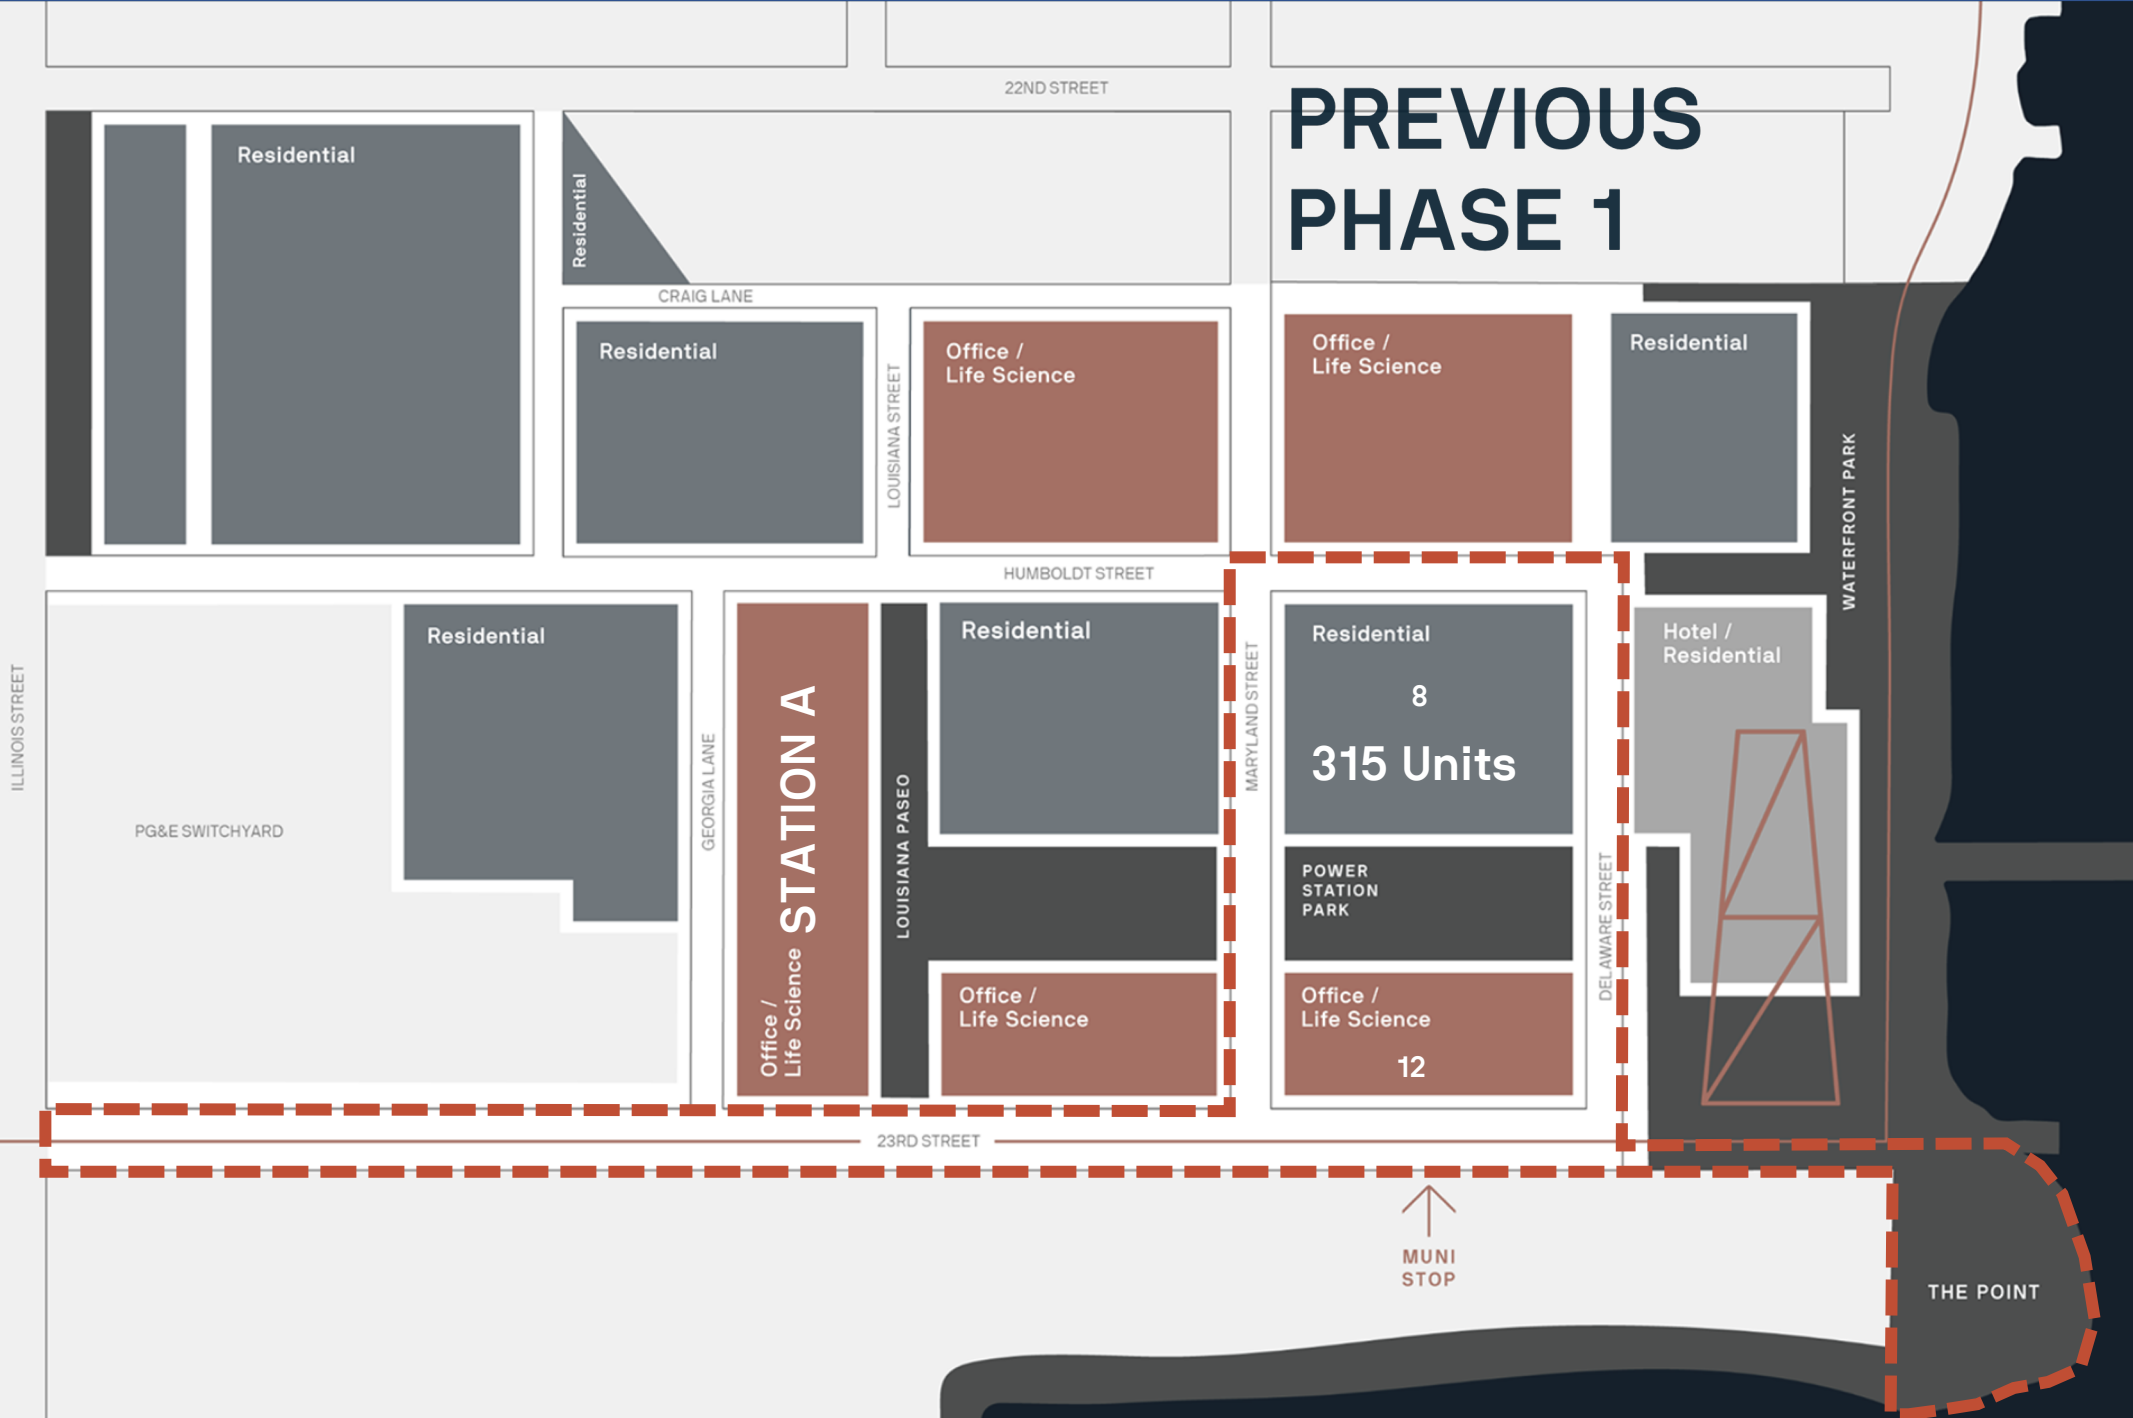 22ND STREET
PREVIOUS
PHASE 1
Residential
Residential
CRAIG LANE
Residential
LOUISIANA STREET
Office /
Life Science
Office /
Life Science
Residential
WATERFRONT PARK
HUMBOLDT STREET
ILLINOIS STREET
PG&E SWITCHYARD
Residential
GEORGIA LANE
Office /
Life Science
STATION A
LOUISIANA PASEO
Residential
MARYLAND STREET
Residential
8
315 Units
POWER
STATION
PARK
DELAWARE STREET
Hotel /
Residential
Office /
Life Science
Office /
Life Science
12
23RD STREET
MUNI
STOP
THE POINT